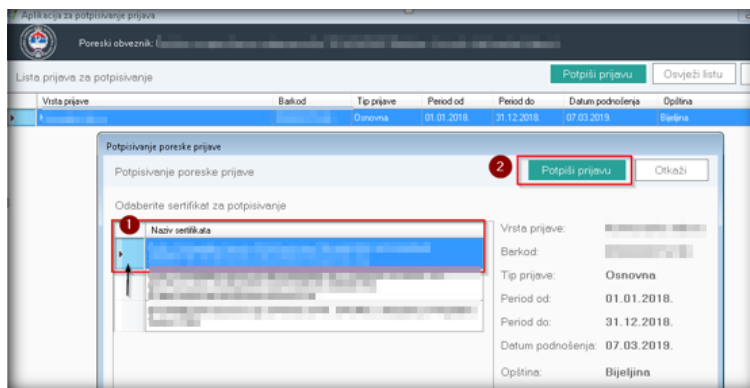 Aplikacija za potpisivanje prijava
Poreski obveznik:
Lista prijava za potpisivanje
Potpiši prijavu
Osvježi listu
Vrsta prijave Barkod Tip prijave Period od Period do Datum podnošenja Opština
Osnovna 01.01.2018. 31.12.2018. 07.03.2019. Bijeljina
Potpisivanje poreske prijave
Potpisivanje poreske prijave
2
Potpiši prijavu
Otkaži
Odaberite sertifikat za potpisivanje
1
Naziv sertifikata
Vrsta prijave:
Barkod:
Tip prijave: Osnovna
Period od: 01.01.2018.
Period do: 31.12.2018.
Datum podnošenja: 07.03.2019.
Opština: Bijeljina